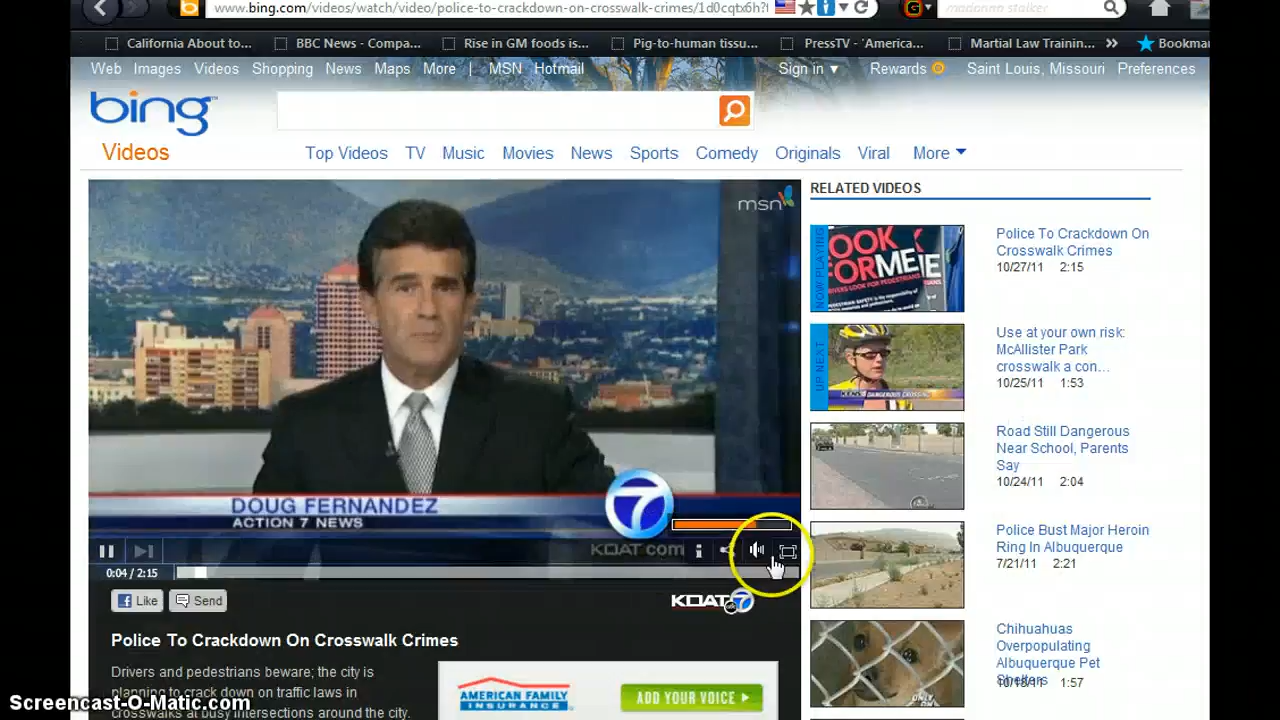 www.bing.com/videos/watch/video/police-to-crackdown-on-crosswalk-crimes/1d0cqtx6h?f
madonna stalker
California About to...
BBC News - Compa...
Rise in GM foods is...
Pig-to-human tissu...
PressTV - 'America...
Martial Law Trainin...
Bookmar
Web Images Videos Shopping News Maps More | MSN Hotmail
Sign in Rewards Saint Louis, Missouri Preferences
bing
Videos
Top Videos TV Music Movies News Sports Comedy Originals Viral More
msn
DOUG FERNANDEZ
ACTION 7 NEWS
7
KOAT com
0:04 / 2:15
Like
Send
KOAT 7
Police To Crackdown On Crosswalk Crimes
Drivers and pedestrians beware; the city is
planning to crack down on traffic laws in
crosswalks at busy intersections around the city.
AMERICAN FAMILY
INSURANCE
ADD YOUR VOICE
RELATED VIDEOS
NOW PLAYING
OOK
FORME
Police To Crackdown On
Crosswalk Crimes
10/27/11 2:15
UP NEXT
Use at your own risk:
McAllister Park
crosswalk a con...
10/25/11 1:53
Road Still Dangerous
Near School, Parents
Say
10/24/11 2:04
Police Bust Major Heroin
Ring In Albuquerque
7/21/11 2:21
Chihuahuas
Overpopulating
Albuquerque Pet
Shelters
10/18/11 1:57
Screencast-O-Matic.com